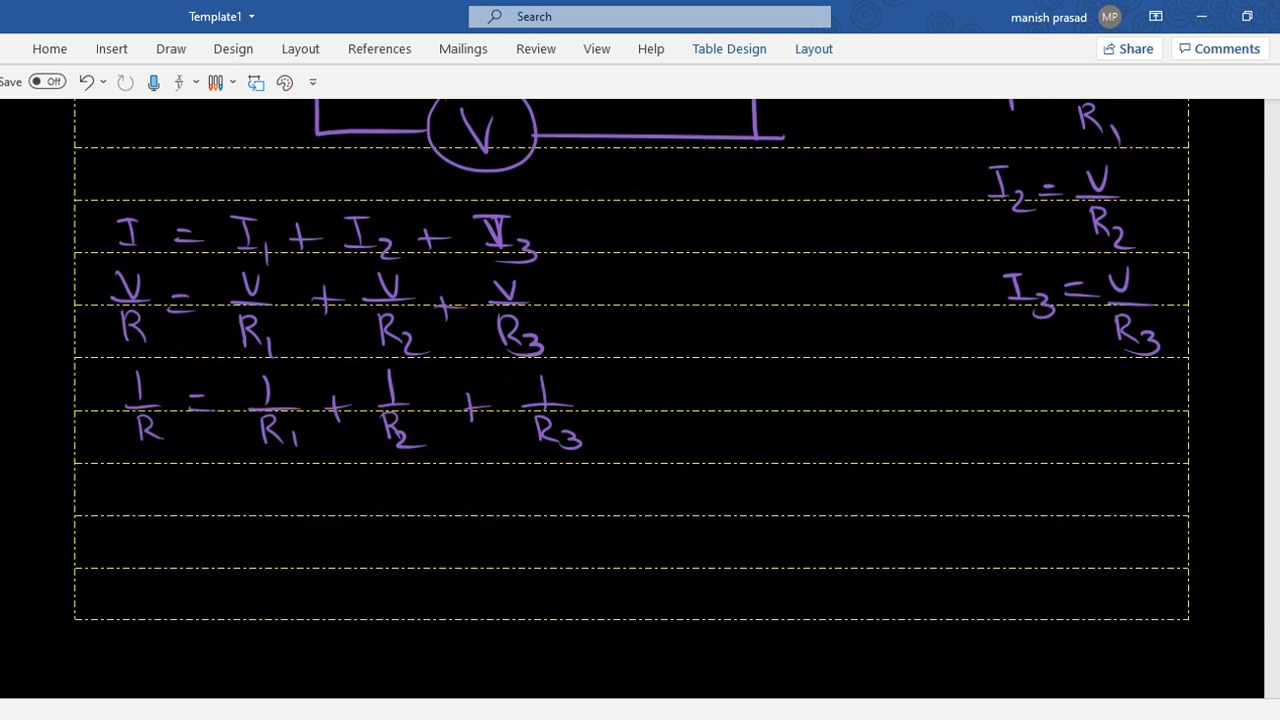 Template1
Search
manish prasad
MP
Home Insert Draw Design Layout References Mailings Review View Help Table Design Layout
Share
Comments
Save Off
V
R₁
I₂ = V/R₂
I = I₁ + I₂ + I₃
V/R = V/R₁ + V/R₂ + V/R₃
I₃ = V/R₃
1/R = 1/R₁ + 1/R₂ + 1/R₃